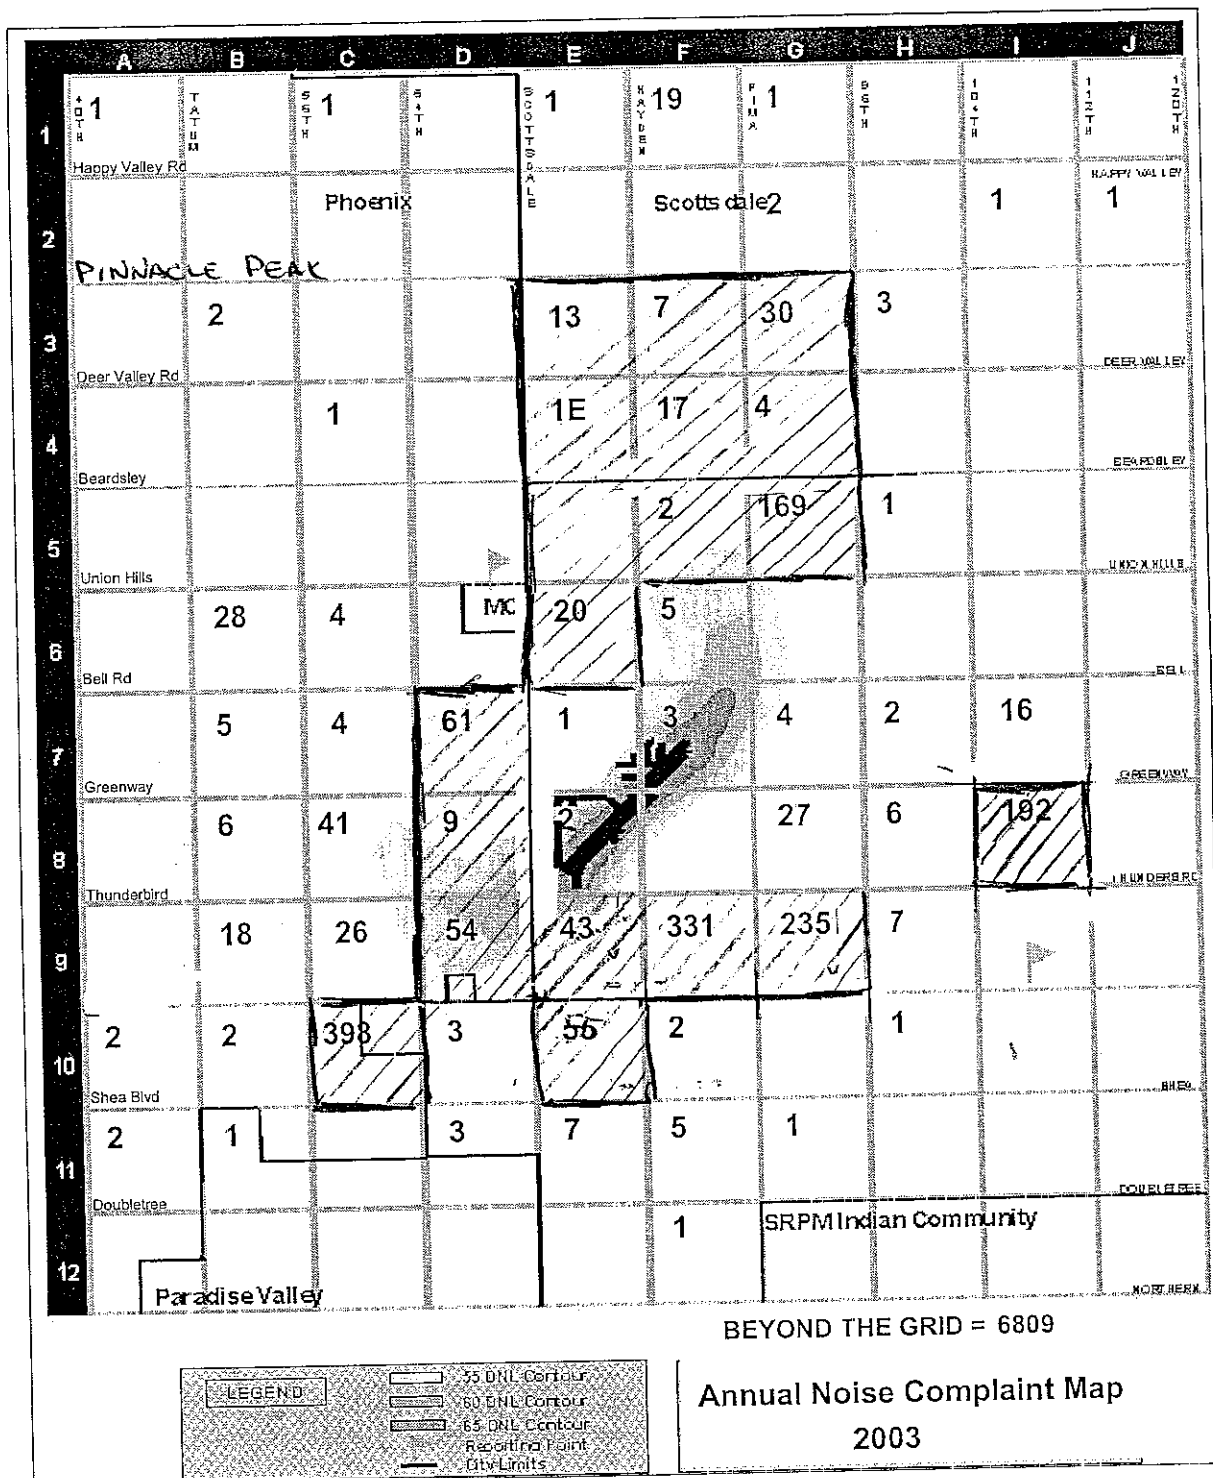 A B C D E F G H I J
40TH TATUM 56TH 64TH SCOTTSDALE HAYDEN PIMA 96TH 104TH 112TH 120TH
1 1 1 1 19 1
Happy Valley Rd
HAPPY VALLEY
Phoenix Scottsdale 2 1 1
2
PINNACLE PEAK
3 2 13 7 30 3
Deer Valley Rd DEER VALLEY
4 1 1E 17 4
Beardsley BEARDSLEY
5 2 169 1
Union Hills UNION HILLS
6 28 4 MC 20 5
Bell Rd BELL
7 5 4 61 1 3 4 2 16
Greenway GREENWAY
8 6 41 9 2 27 6 192
Thunderbird THUNDERBIRD
9 18 26 54 43 331 235 7
10 2 2 1398 3 56 2 1
Shea Blvd SHEA
11 2 1 3 7 5 1
Doubletree DOUBLETREE
12 1 SRPM Indian Community
Paradise Valley NORTHERN
BEYOND THE GRID = 6809
LEGEND
55 DNL Contour
60 DNL Contour
65 DNL Contour
Reporting Point
City Limits
Annual Noise Complaint Map
2003